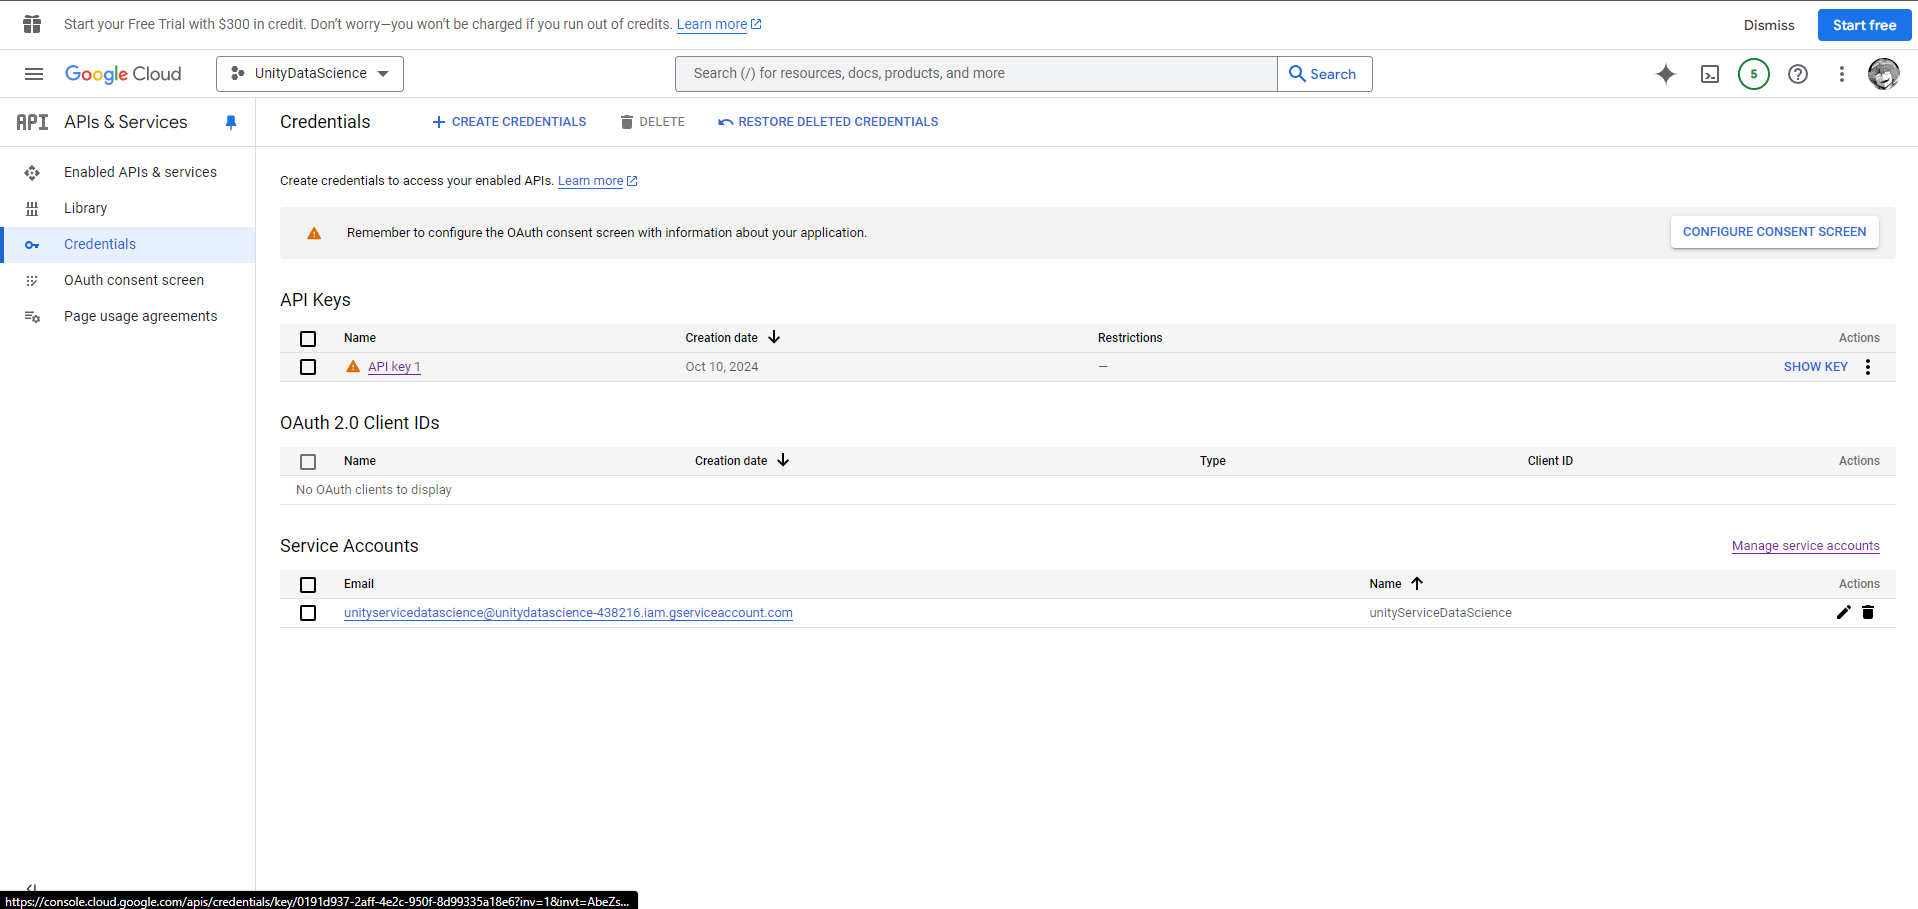 Start your Free Trial with $300 in credit. Don't worry—you won't be charged if you run out of credits. Learn more
Dismiss
Start free
Google Cloud
UnityDataScience
Search (/) for resources, docs, products, and more
Search
5
API
APIs & Services
Credentials
CREATE CREDENTIALS
DELETE
RESTORE DELETED CREDENTIALS
Enabled APIs & services
Library
Credentials
OAuth consent screen
Page usage agreements
Create credentials to access your enabled APIs. Learn more
Remember to configure the OAuth consent screen with information about your application.
CONFIGURE CONSENT SCREEN
API Keys
Name Creation date Restrictions Actions
API key 1 Oct 10, 2024 — SHOW KEY
OAuth 2.0 Client IDs
Name Creation date Type Client ID Actions
No OAuth clients to display
Service Accounts
Manage service accounts
Email Name Actions
unityservicedatascience@unitydatascience-438216.iam.gserviceaccount.com unityServiceDataScience
https://console.cloud.google.com/apis/credentials/key/0191d937-2aff-4e2c-950f-8d99335a18e6?inv=1&invt=AbeZs...